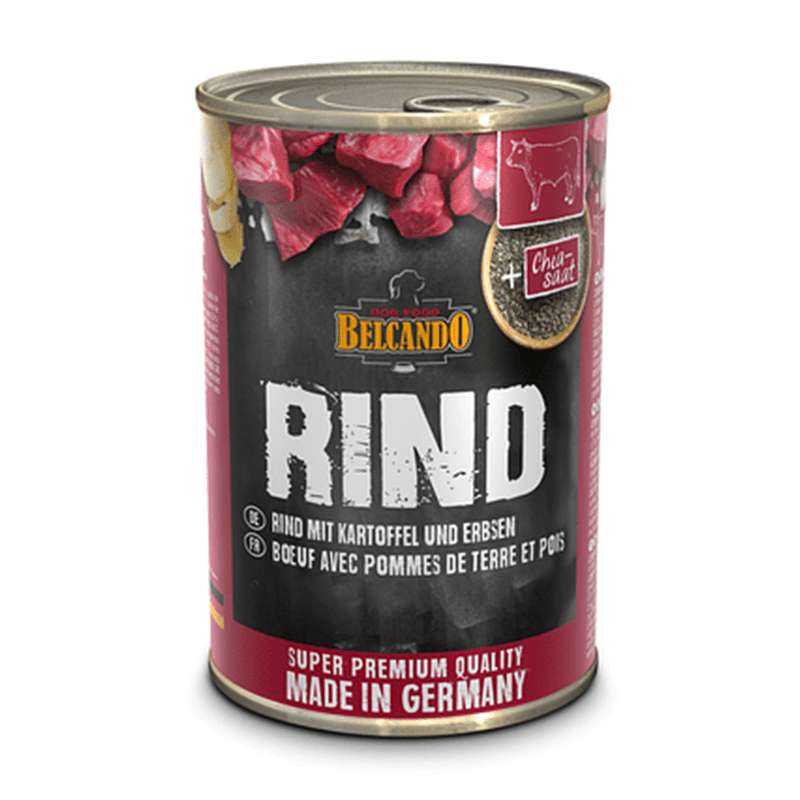 + Chia-
saat
DOG FOOD
BELCANDO®
RIND
DE RIND MIT KARTOFFEL UND ERBSEN
FR BŒUF AVEC POMMES DE TERRE ET POIS
SUPER PREMIUM QUALITY
MADE IN GERMANY